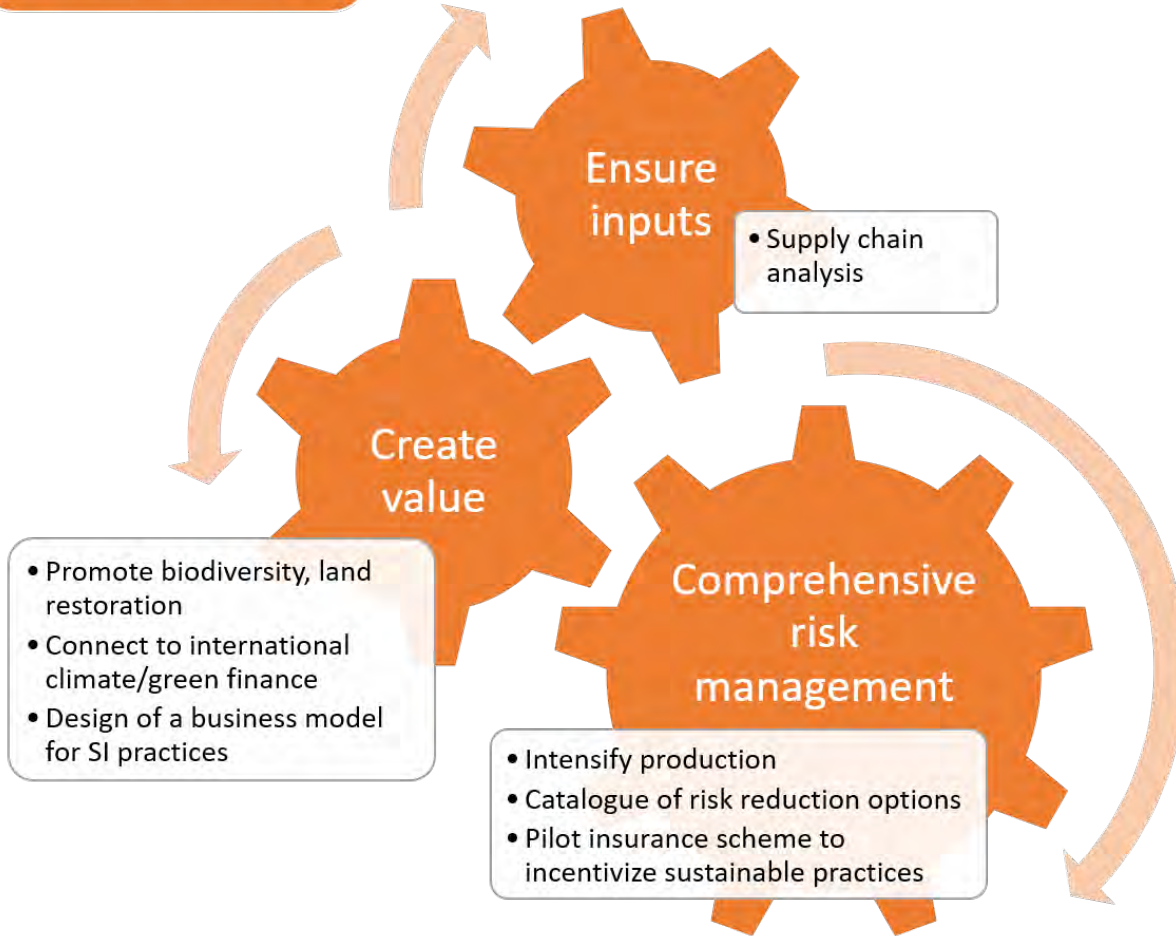 Ensure
inputs
• Supply chain
analysis
Create
value
• Promote biodiversity, land
restoration
• Connect to international
climate/green finance
• Design of a business model
for SI practices
Comprehensive
risk
management
• Intensify production
• Catalogue of risk reduction options
• Pilot insurance scheme to
incentivize sustainable practices